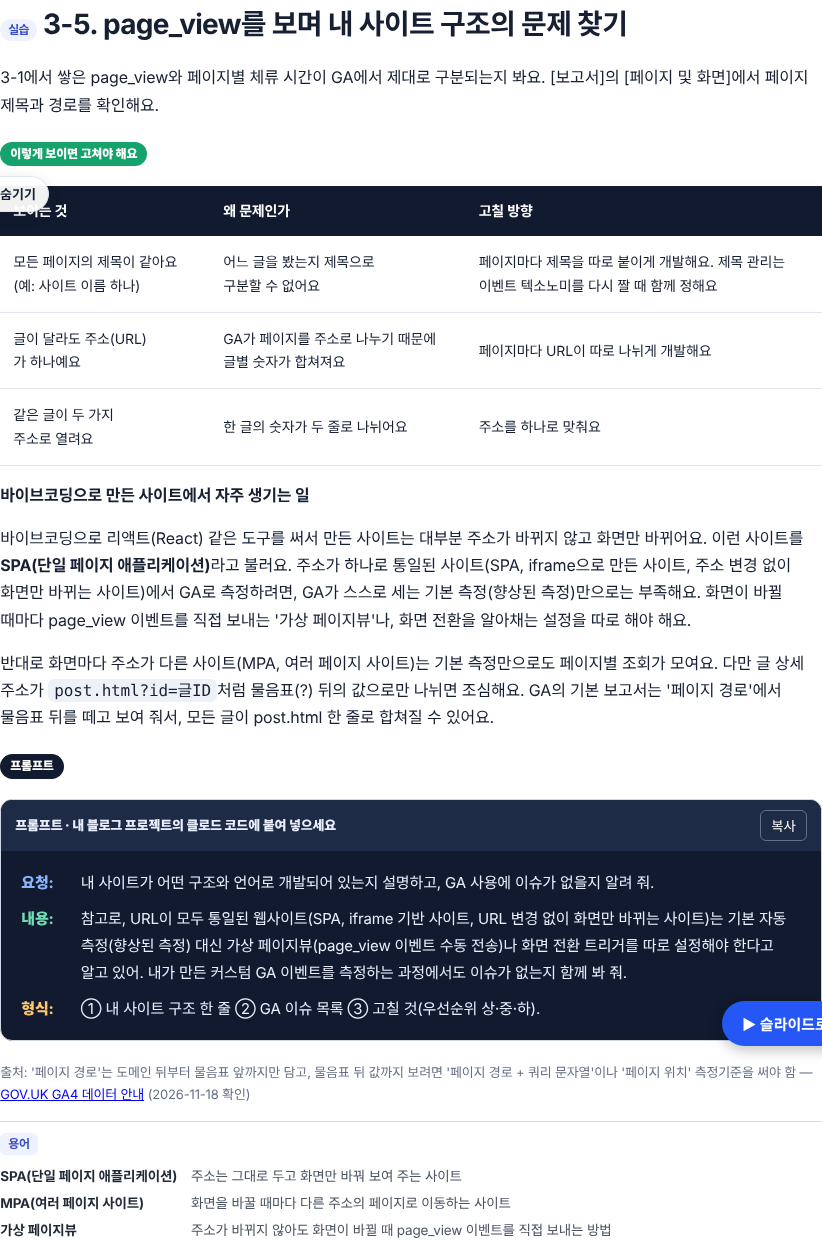 실습 3-5. page_view를 보며 내 사이트 구조의 문제 찾기
3-1에서 쌓은 page_view와 페이지별 체류 시간이 GA에서 제대로 구분되는지 봐요. [보고서]의 [페이지 및 화면]에서 페이지
제목과 경로를 확인해요.
이렇게 보이면 고쳐야 해요
숨기기
보이는 것 왜 문제인가 고칠 방향
모든 페이지의 제목이 같아요 어느 글을 봤는지 제목으로 페이지마다 제목을 따로 붙이게 개발해요. 제목 관리는
(예: 사이트 이름 하나) 구분할 수 없어요 이벤트 텍소노미를 다시 짤 때 함께 정해요
글이 달라도 주소(URL) GA가 페이지를 주소로 나누기 때문에
가 하나예요 글별 숫자가 합쳐져요 페이지마다 URL이 따로 나뉘게 개발해요
같은 글이 두 가지
주소로 열려요 한 글의 숫자가 두 줄로 나뉘어요 주소를 하나로 맞춰요
바이브코딩으로 만든 사이트에서 자주 생기는 일
바이브코딩으로 리액트(React) 같은 도구를 써서 만든 사이트는 대부분 주소가 바뀌지 않고 화면만 바뀌어요. 이런 사이트를
SPA(단일 페이지 애플리케이션)라고 불러요. 주소가 하나로 통일된 사이트(SPA, iframe으로 만든 사이트, 주소 변경 없이
화면만 바뀌는 사이트)에서 GA로 측정하려면, GA가 스스로 세는 기본 측정(향상된 측정)만으로는 부족해요. 화면이 바뀔
때마다 page_view 이벤트를 직접 보내는 '가상 페이지뷰'나, 화면 전환을 알아채는 설정을 따로 해야 해요.
반대로 화면마다 주소가 다른 사이트(MPA, 여러 페이지 사이트)는 기본 측정만으로도 페이지별 조회가 모여요. 다만 글 상세
주소가 post.html?id=글ID처럼 물음표(?) 뒤의 값으로만 나뉘면 조심해요. GA의 기본 보고서는 '페이지 경로'에서
물음표 뒤를 떼고 보여 줘서, 모든 글이 post.html 한 줄로 합쳐질 수 있어요.
프롬프트
프롬프트 · 내 블로그 프로젝트의 클로드 코드에 붙여 넣으세요 복사
요청: 내 사이트가 어떤 구조와 언어로 개발되어 있는지 설명하고, GA 사용에 이슈가 없을지 알려 줘.
내용: 참고로, URL이 모두 통일된 웹사이트(SPA, iframe 기반 사이트, URL 변경 없이 화면만 바뀌는 사이트)는 기본 자동
측정(향상된 측정) 대신 가상 페이지뷰(page_view 이벤트 수동 전송)나 화면 전환 트리거를 따로 설정해야 한다고
알고 있어. 내가 만든 커스텀 GA 이벤트를 측정하는 과정에서도 이슈가 없는지 함께 봐 줘.
형식: ① 내 사이트 구조 한 줄 ② GA 이슈 목록 ③ 고칠 것(우선순위 상·중·하).
▶ 슬라이드로
출처: '페이지 경로'는 도메인 뒤부터 물음표 앞까지만 담고, 물음표 뒤 값까지 보려면 '페이지 경로 + 쿼리 문자열'이나 '페이지 위치' 측정기준을 써야 함 —
GOV.UK GA4 데이터 안내 (2026-11-18 확인)
용어
SPA(단일 페이지 애플리케이션) 주소는 그대로 두고 화면만 바꿔 보여 주는 사이트
MPA(여러 페이지 사이트) 화면을 바꿀 때마다 다른 주소의 페이지로 이동하는 사이트
가상 페이지뷰 주소가 바뀌지 않아도 화면이 바뀔 때 page_view 이벤트를 직접 보내는 방법